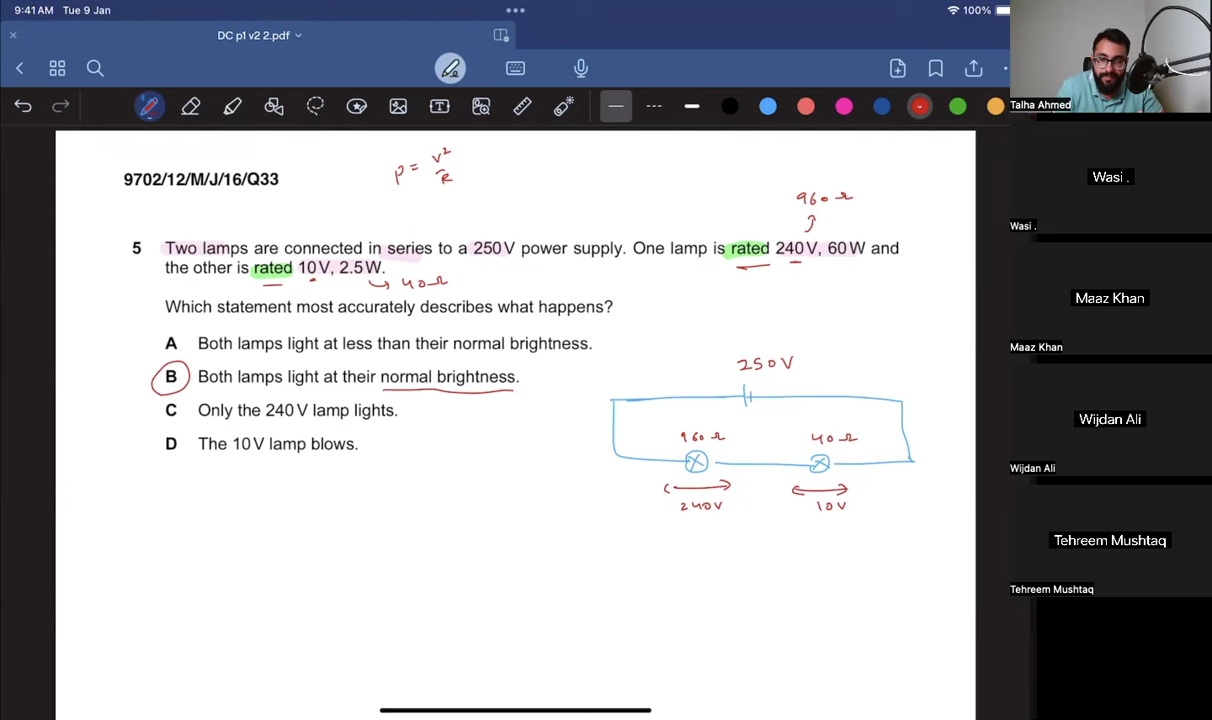 9:41 AM Tue 9 Jan
100%
DC p1 v2 2.pdf
Talha Ahmed
Wasi .
Wasi .
Maaz Khan
Maaz Khan
Wijdan Ali
Wijdan Ali
Tehreem Mushtaq
Tehreem Mushtaq
P = V²/R
9702/12/M/J/16/Q33
960 Ω
5 Two lamps are connected in series to a 250 V power supply. One lamp is rated 240 V, 60 W and
the other is rated 10 V, 2.5 W.
40 Ω
Which statement most accurately describes what happens?
A Both lamps light at less than their normal brightness.
B Both lamps light at their normal brightness.
C Only the 240 V lamp lights.
D The 10 V lamp blows.
250 V
960 Ω 40 Ω
240V 10V